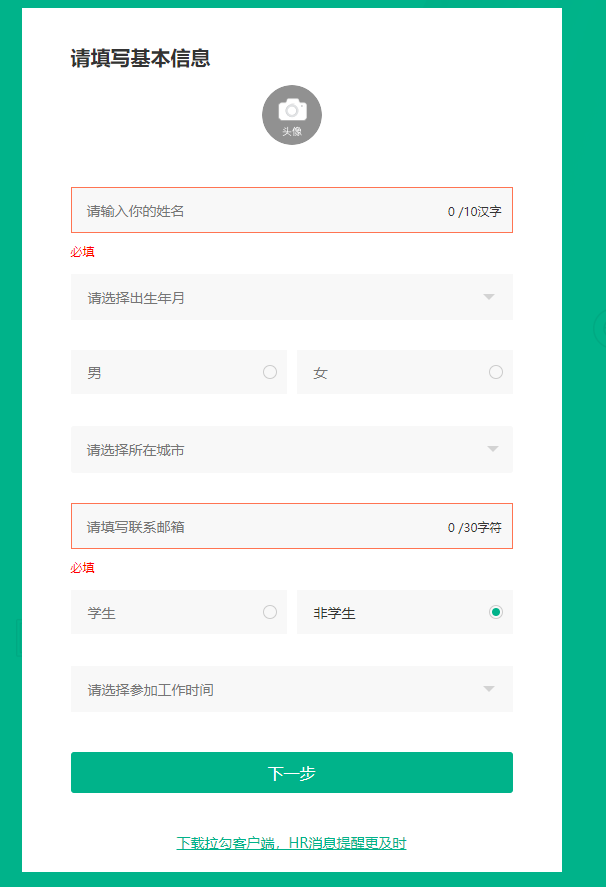 请填写基本信息
头像
请输入你的姓名 0 /10汉字
必填
请选择出生年月
男 女
请选择所在城市
请填写联系邮箱 0 /30字符
必填
学生 非学生
请选择参加工作时间
下一步
下载拉勾客户端，HR消息提醒更及时